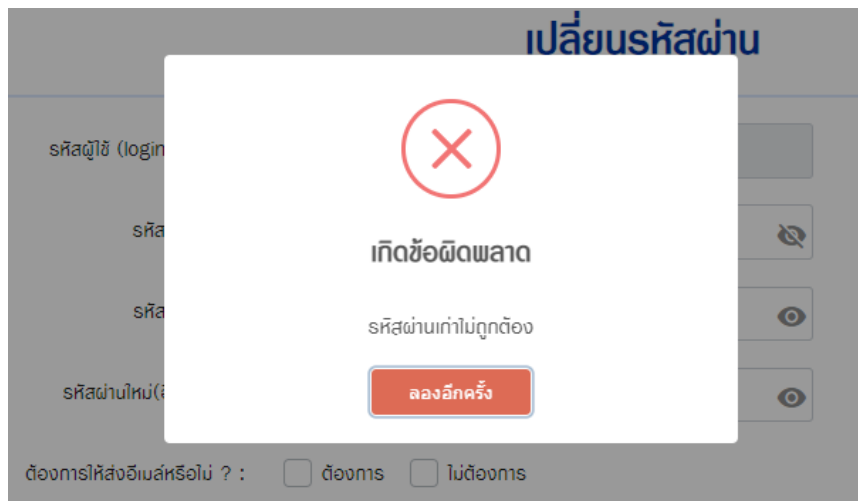 เปลี่ยนรหัสผ่าน
รหัสผู้ใช้ (login
เกิดข้อผิดพลาด
รหัสผ่านเก่าไม่ถูกต้อง
ลองอีกครั้ง
รหัส
รหัส
รหัสผ่านใหม่(
ต้องการให้ส่งอีเมล์หรือไม่ ? : ต้องการ ไม่ต้องการ